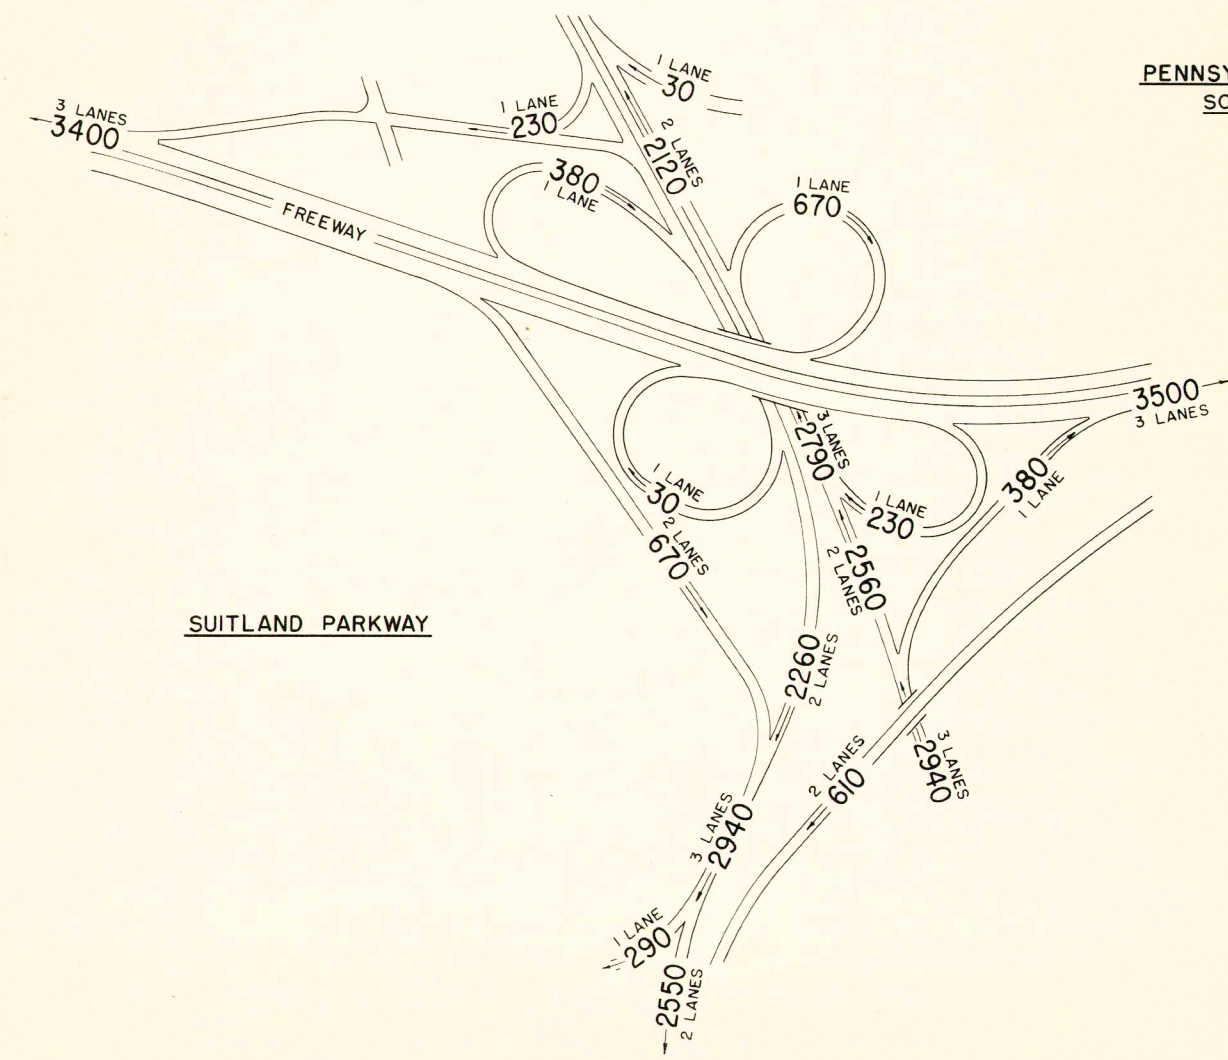 1 LANE
30
PENNSY
SO
3 LANES
3400
1 LANE
230
2 LANES
2120
380
1 LANE
1 LANE
670
FREEWAY
3500
3 LANES
3 LANES
2790
1 LANE
30
1 LANE
230
380
1 LANE
2 LANES
670
2560
2 LANES
SUITLAND PARKWAY
2260
2 LANES
3 LANES
2940
2 LANES
610
3 LANES
2940
1 LANE
290
2550
2 LANES